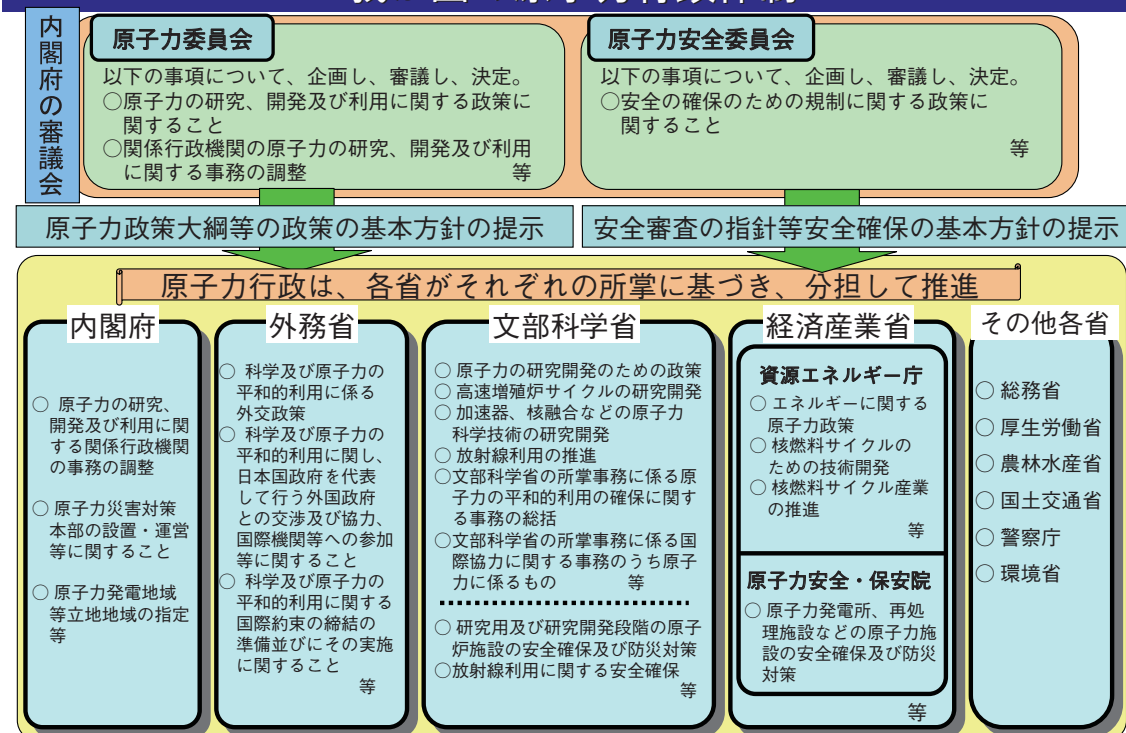 内閣府の審議会
原子力委員会
以下の事項について、企画し、審議し、決定。
○原子力の研究、開発及び利用に関する政策に
関すること
○関係行政機関の原子力の研究、開発及び利用
に関する事務の調整 等
原子力安全委員会
以下の事項について、企画し、審議し、決定。
○安全の確保のための規制に関する政策に
関すること
等
原子力政策大綱等の政策の基本方針の提示
安全審査の指針等安全確保の基本方針の提示
原子力行政は、各省がそれぞれの所掌に基づき、分担して推進
内閣府
○ 原子力の研究、
開発及び利用に関
する関係行政機関
の事務の調整
○ 原子力災害対策
本部の設置・運営
等に関すること
○ 原子力発電地域
等立地地域の指定
等
外務省
○ 科学及び原子力の
平和的利用に係る
外交政策
○ 科学及び原子力の
平和的利用に関し、
日本国政府を代表
して行う外国政府
との交渉及び協力、
国際機関等への参加
等に関すること
○ 科学及び原子力の
平和的利用に関する
国際約束の締結の
準備並びにその実施
に関すること
等
文部科学省
○ 原子力の研究開発のための政策
○ 高速増殖炉サイクルの研究開発
○ 加速器、核融合などの原子力
科学技術の研究開発
○ 放射線利用の推進
○文部科学省の所掌事務に係る原
子力の平和的利用の確保に関す
る事務の総括
○文部科学省の所掌事務に係る国
際協力に関する事務のうち原子
力に係るもの 等
○ 研究用及び研究開発段階の原子
炉施設の安全確保及び防災対策
○放射線利用に関する安全確保
等
経済産業省
資源エネルギー庁
○ エネルギーに関する
原子力政策
○ 核燃料サイクルの
ための技術開発
○ 核燃料サイクル産業
の推進
等
原子力安全・保安院
○ 原子力発電所、再処
理施設などの原子力施
設の安全確保及び防災
対策
等
その他各省
○ 総務省
○ 厚生労働省
○ 農林水産省
○ 国土交通省
○ 警察庁
○ 環境省